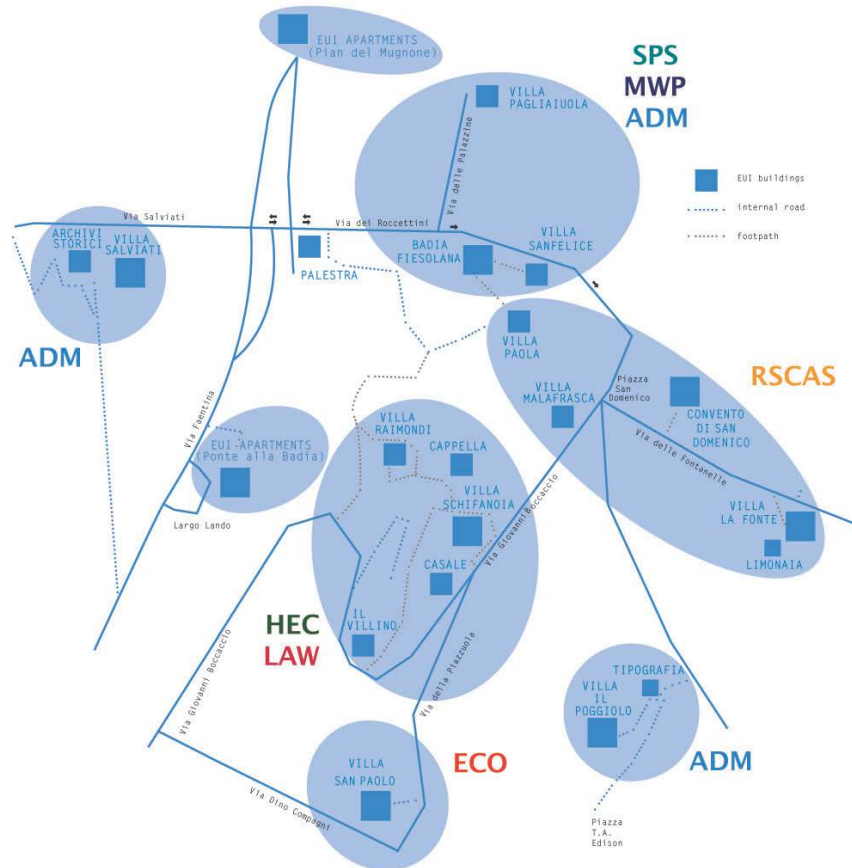 EUI APARTMENTS
(Pian del Mugnone)
SPS
MWP
ADM
VILLA
PAGLIAIUOLA
Via delle Palazzine
EUI buildings
internal road
footpath
Via Salviati
Via dei Roccettini
ARCHIVI
STORICI
VILLA
SALVIATI
PALESTRA
BADIA
FIESOLANA
VILLA
SANFELICE
ADM
VILLA
PAOLA
Piazza
San
Domenico
RSCAS
VILLA
MALAFRASCA
CONVENTO
DI SAN
DOMENICO
Via Faentina
EUI APARTMENTS
(Ponte alla Badia)
VILLA
RAIMONDI
CAPPELLA
Via delle Fontanelle
VILLA
SCHIFANOIA
Via Giovanni Boccaccio
VILLA
LA FONTE
LIMONAIA
Largo Lando
CASALE
IL
VILLINO
HEC
LAW
Via Giovanni Boccaccio
Via della Piazzuola
TIPOGRAFIA
VILLA
IL
POGGIOLO
ADM
VILLA
SAN PAOLO
ECO
Via Dino Compagni
Piazza
T.A.
Edison